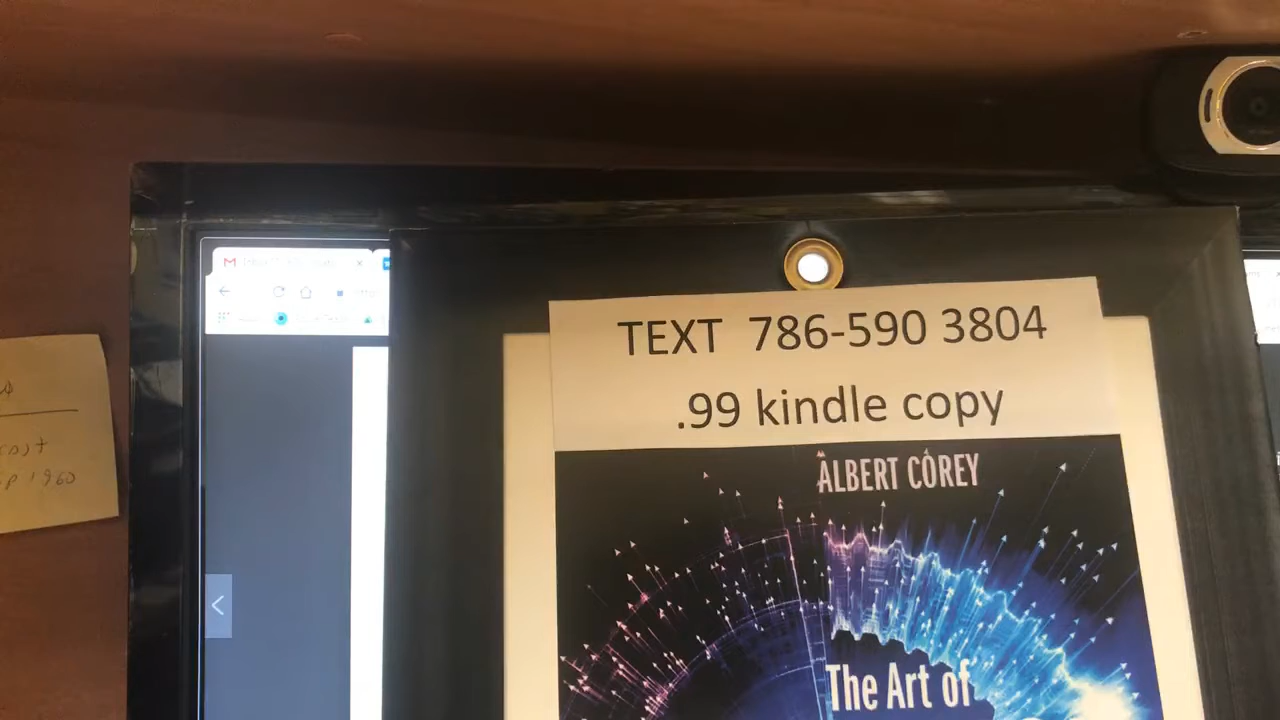 TEXT 786-590 3804
.99 kindle copy
ALBERT COREY
The Art of